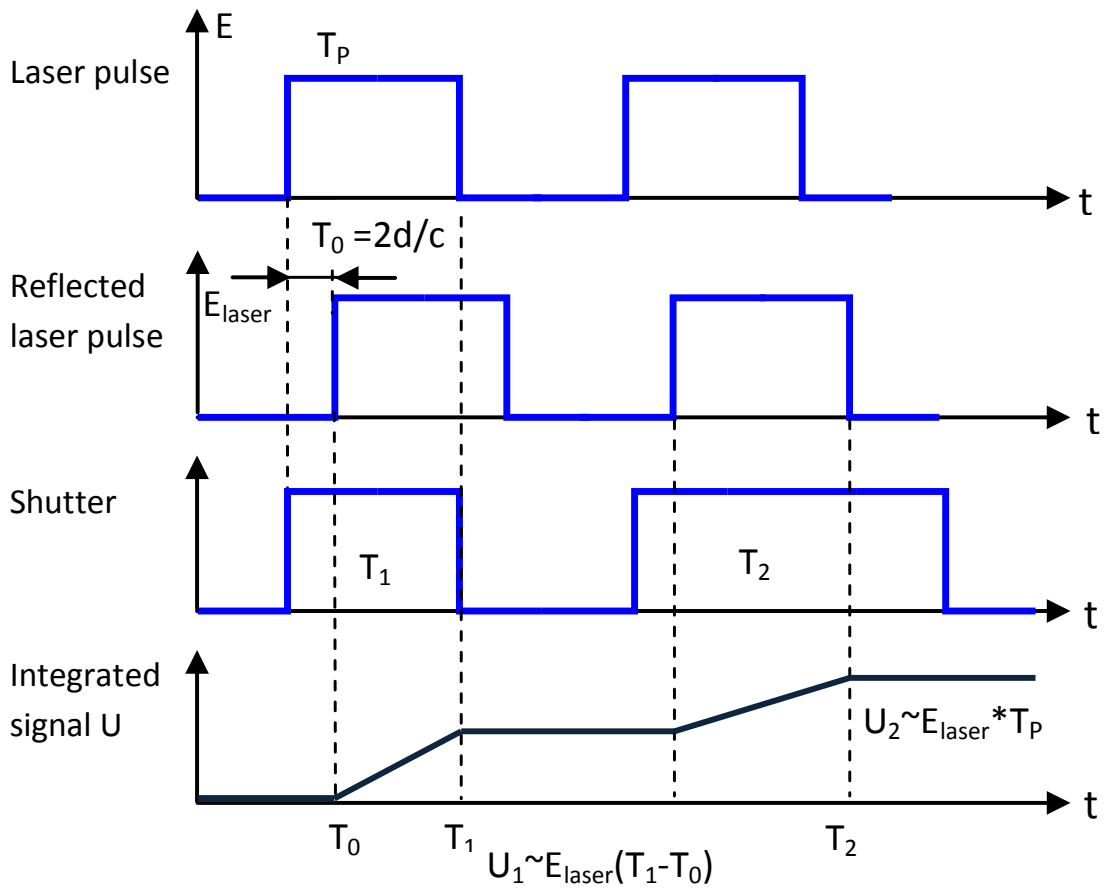 E
Laser pulse
T_P
t
T_0 =2d/c
Reflected
laser pulse
E_laser
t
Shutter
T_1
T_2
t
Integrated
signal U
U_2~E_laser*T_P
t
T_0
T_1
T_2
U_1~E_laser(T_1-T_0)